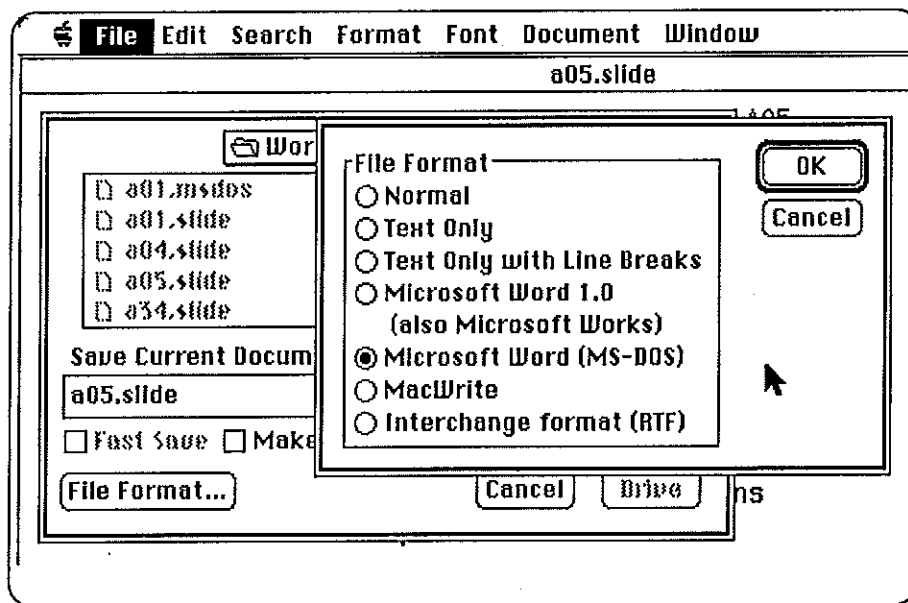 File Edit Search Format Font Document Window
a05.slide
Wor
a01.msdos
a01.slide
a04.slide
a05.slide
a34.slide
Save Current Docum
a05.slide
Fast Save Make
File Format...
Cancel Drive
ns
File Format
Normal
Text Only
Text Only with Line Breaks
Microsoft Word 1.0
(also Microsoft Works)
Microsoft Word (MS-DOS)
MacWrite
Interchange format (RTF)
OK
Cancel